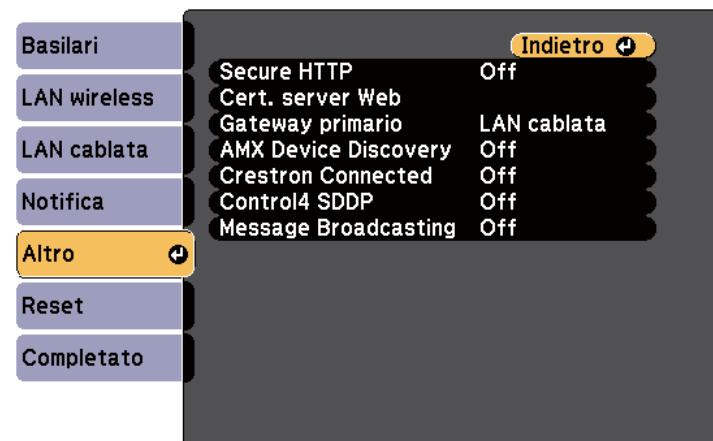 Basilari
LAN wireless
LAN cablata
Notifica
Altro
Reset
Completato
Indietro
Secure HTTP Off
Cert. server Web
Gateway primario LAN cablata
AMX Device Discovery Off
Crestron Connected Off
Control4 SDDP Off
Message Broadcasting Off